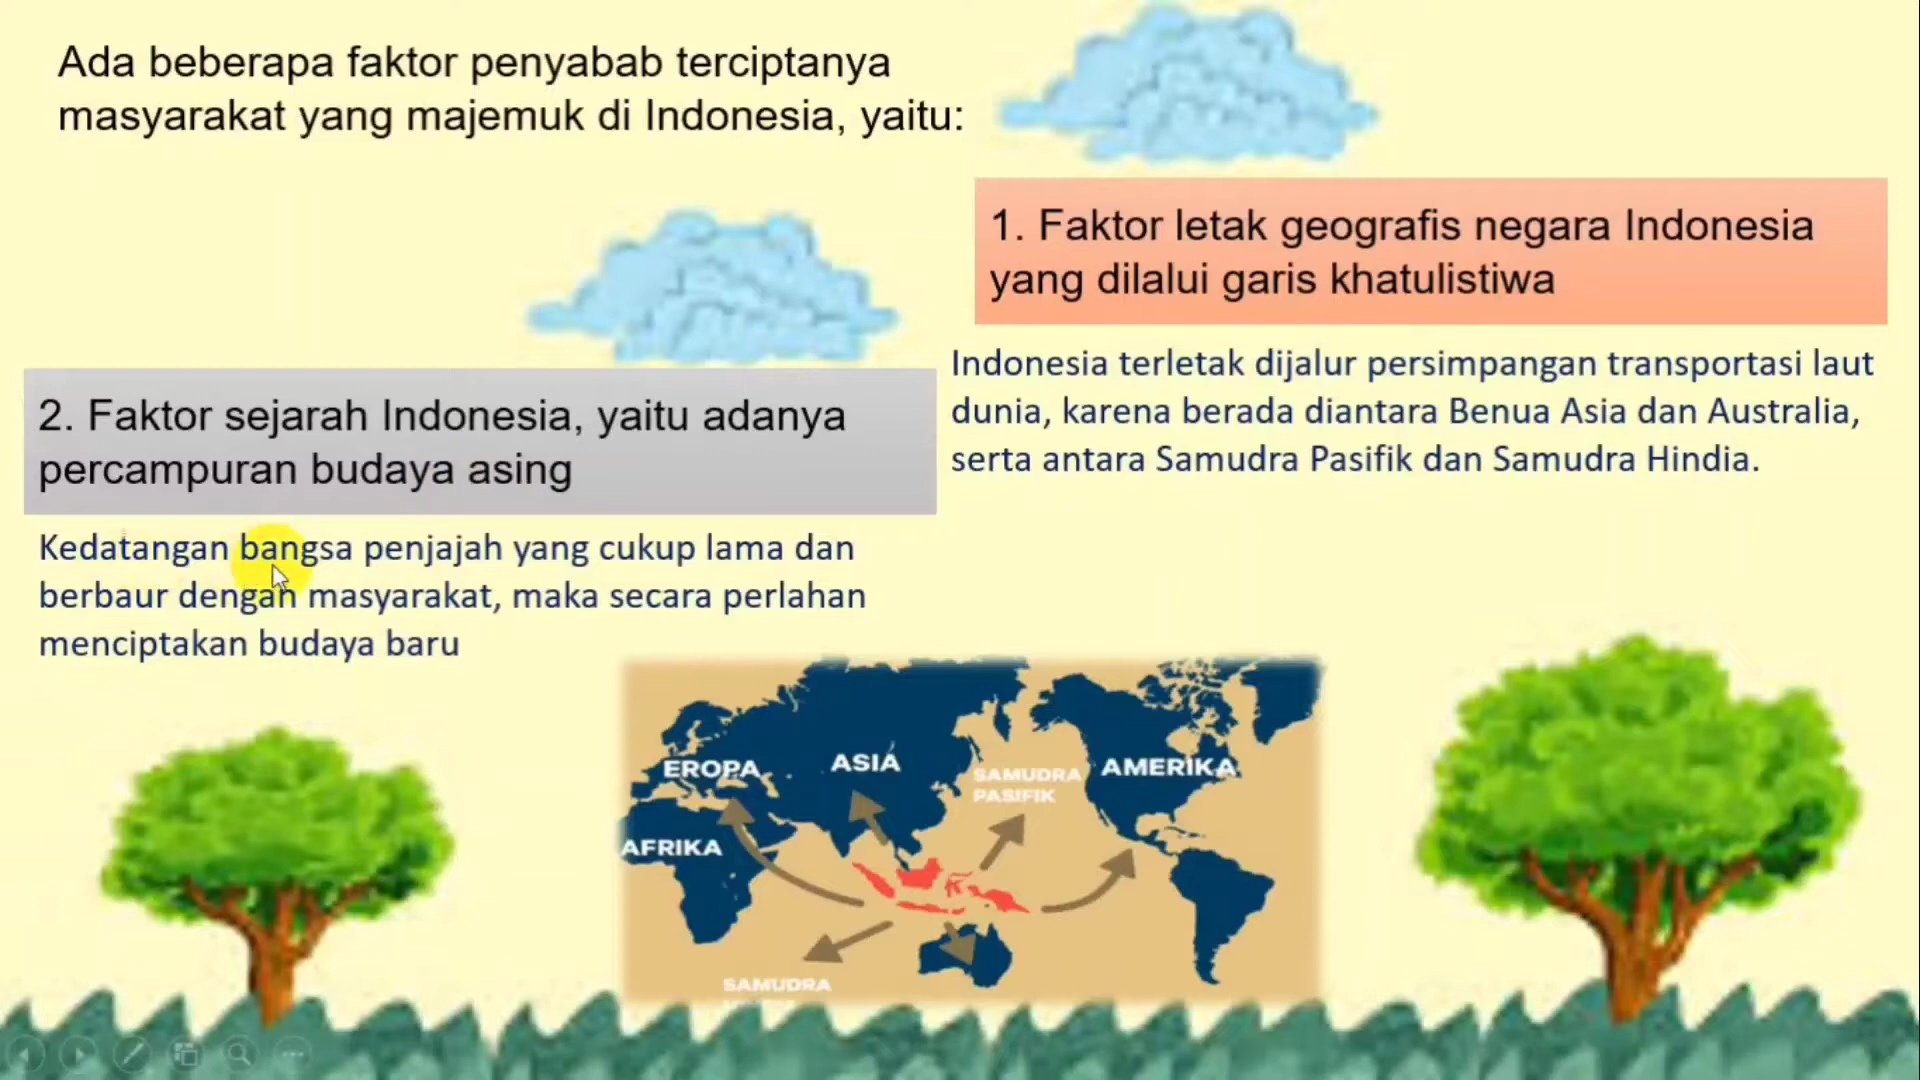 Ada beberapa faktor penyabab terciptanya
masyarakat yang majemuk di Indonesia, yaitu:
1. Faktor letak geografis negara Indonesia
yang dilalui garis khatulistiwa
Indonesia terletak dijalur persimpangan transportasi laut
dunia, karena berada diantara Benua Asia dan Australia,
serta antara Samudra Pasifik dan Samudra Hindia.
2. Faktor sejarah Indonesia, yaitu adanya
percampuran budaya asing
Kedatangan bangsa penjajah yang cukup lama dan
berbaur dengan masyarakat, maka secara perlahan
menciptakan budaya baru
EROPA
ASIA
SAMUDRA
PASIFIK
AMERIKA
AFRIKA
SAMUDRA